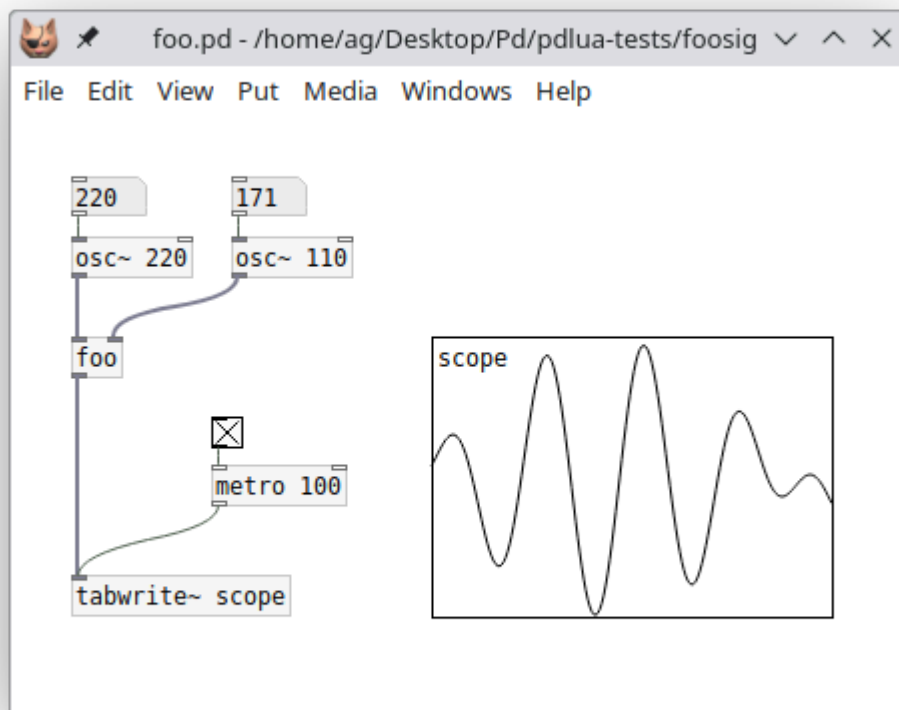 foo.pd - /home/ag/Desktop/Pd/pdlua-tests/foosig
File Edit View Put Media Windows Help
220 171
osc~ 220 osc~ 110
foo
scope
metro 100
tabwrite~ scope